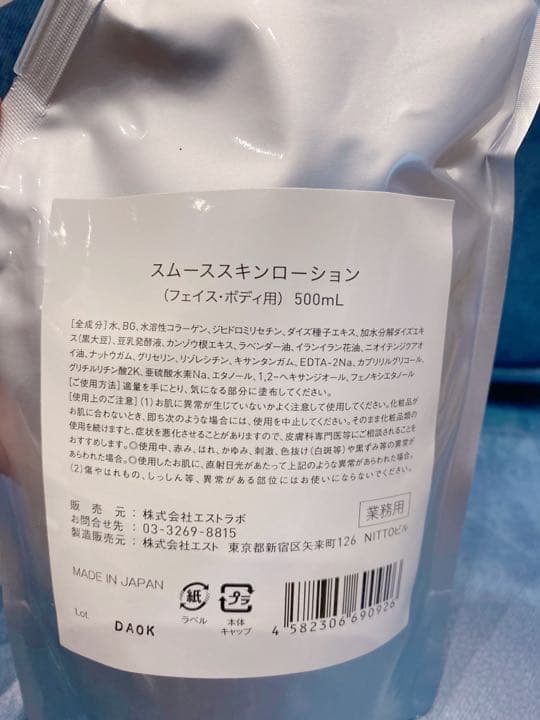 スムーススキンローション
（フェイス・ボディ用） 500mL
[全成分]水、BG、水溶性コラーゲン、ジヒドロミリセチン、ダイズ種子エキス、加水分解ダイズエキ
ス（黒大豆）、豆乳発酵液、カンゾウ根エキス、ラベンダー油、イランイラン花油、ニオイテンジクアオ
イ油、ナットウガム、グリセリン、リゾレシチン、キサンタンガム、EDTA-2Na、カプリリルグリコール、
グリチルリチン酸2K、亜硫酸水素Na、エタノール、1,2-ヘキサンジオール、フェノキシエタノール
[ご使用方法]適量を手にとり、気になる部分に塗布してください。
[使用上のご注意] (1)お肌に異常が生じていないかよく注意して使用してください。化粧品が
お肌に合わないとき、即ち次のような場合には、使用を中止してください。そのまま化粧品類の
使用を続けますと、症状を悪化させることがありますので、皮膚科専門医等にご相談されることを
おすすめします。◎使用中、赤み、はれ、かゆみ、刺激、色抜け（白斑等）や黒ずみ等の異常が
あらわれた場合。◎使用したお肌に、直射日光があたって上記のような異常があらわれた場合。
(2)傷やはれもの、しっしん等、異常がある部位にはお使いにならないでください。
販売元：株式会社エストラボ
お問合せ先：03-3269-8815
業務用
製造販売元：株式会社エスト 東京都新宿区矢来町126 NITTOビル
MADE IN JAPAN
紙
ラベル
プラ
本体
キャップ
4 582306 690926
Lot. DAOK